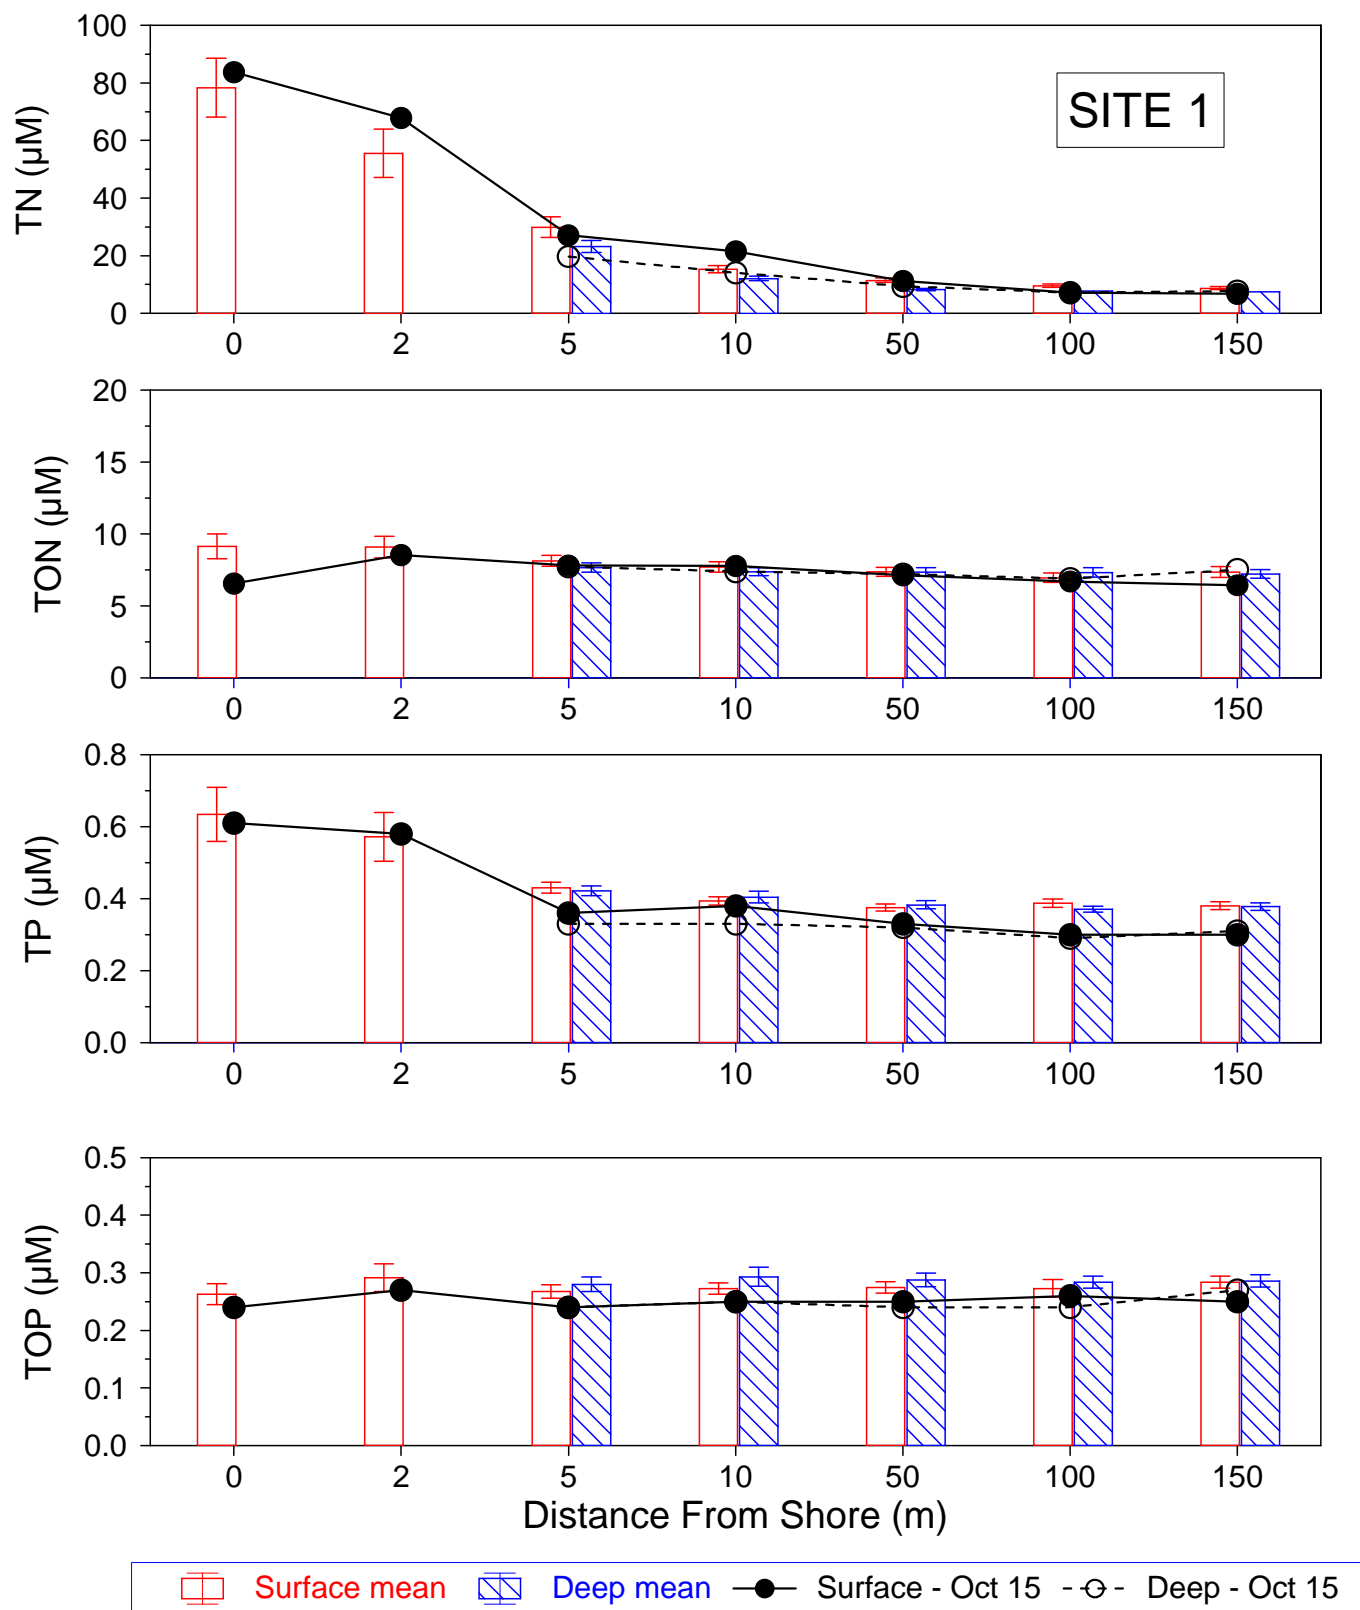 100
80
60
40
20
0
TN (µM)
SITE 1
0 2 5 10 50 100 150
20
15
10
5
0
TON (µM)
0 2 5 10 50 100 150
0.8
0.6
0.4
0.2
0.0
TP (µM)
0 2 5 10 50 100 150
0.5
0.4
0.3
0.2
0.1
0.0
TOP (µM)
0 2 5 10 50 100 150
Distance From Shore (m)
Surface mean Deep mean Surface - Oct 15 Deep - Oct 15